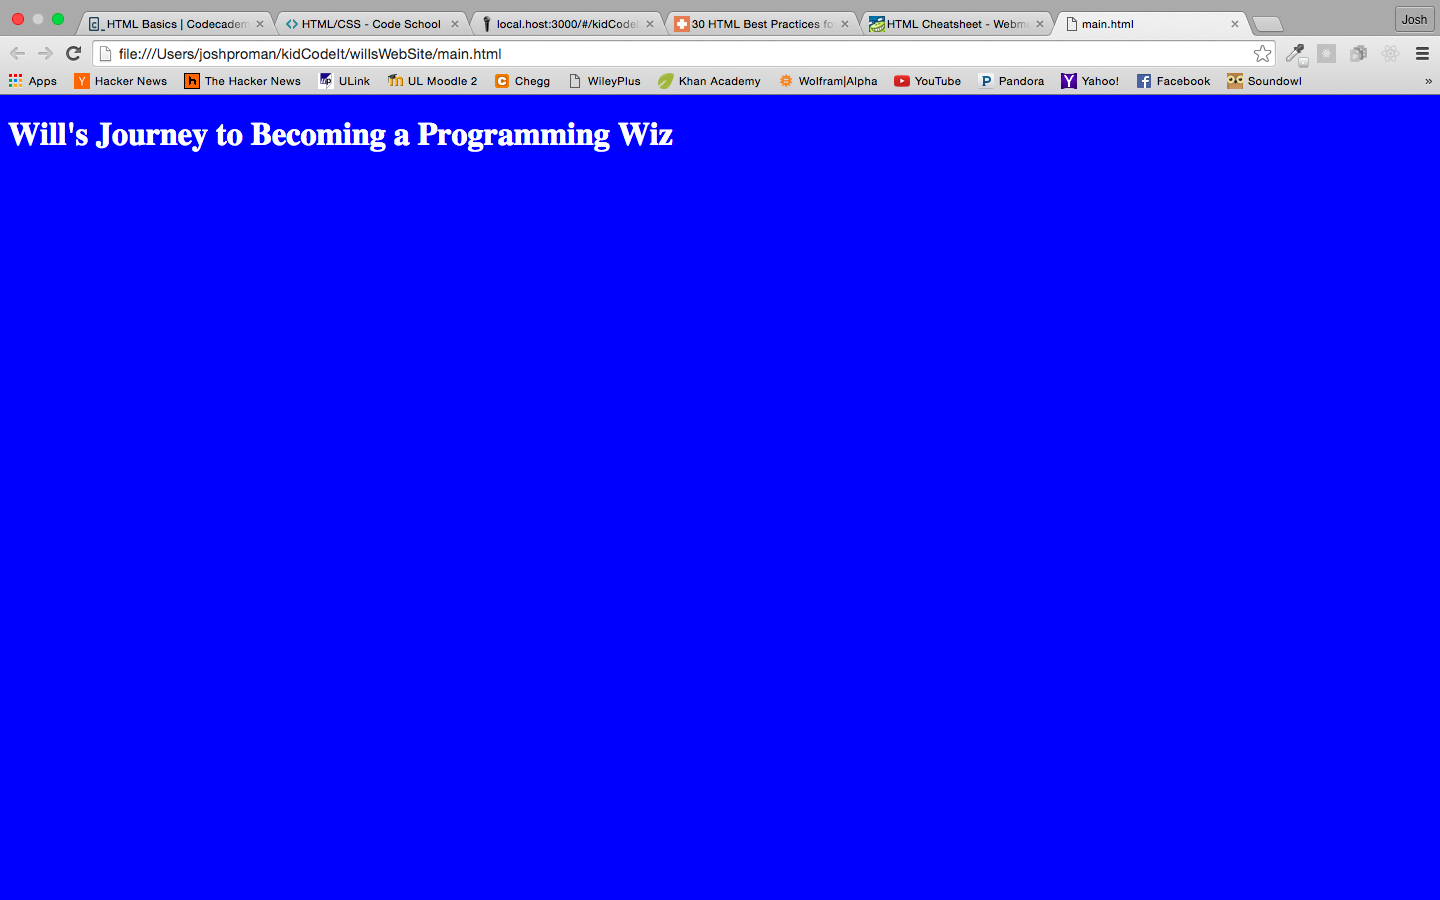 HTML Basics | Codecadem
HTML/CSS - Code School
local.host:3000/#/kidCodeI
30 HTML Best Practices fo
HTML Cheatsheet - Webmo
main.html
Josh
file:///Users/joshproman/kidCodeIt/willsWebSite/main.html
Apps
Hacker News
The Hacker News
ULink
UL Moodle 2
Chegg
WileyPlus
Khan Academy
Wolfram|Alpha
YouTube
Pandora
Yahoo!
Facebook
Soundowl
»
Will's Journey to Becoming a Programming Wiz